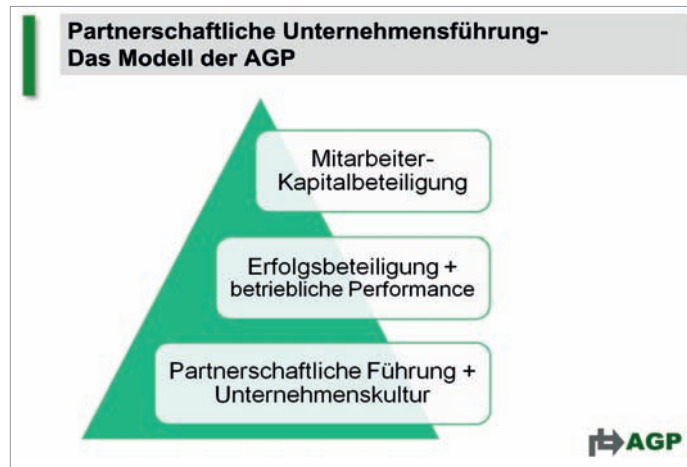 Partnerschaftliche Unternehmensführung-
Das Modell der AGP
Mitarbeiter-
Kapitalbeteiligung
Erfolgsbeteiligung +
betriebliche Performance
Partnerschaftliche Führung +
Unternehmenskultur
AGP